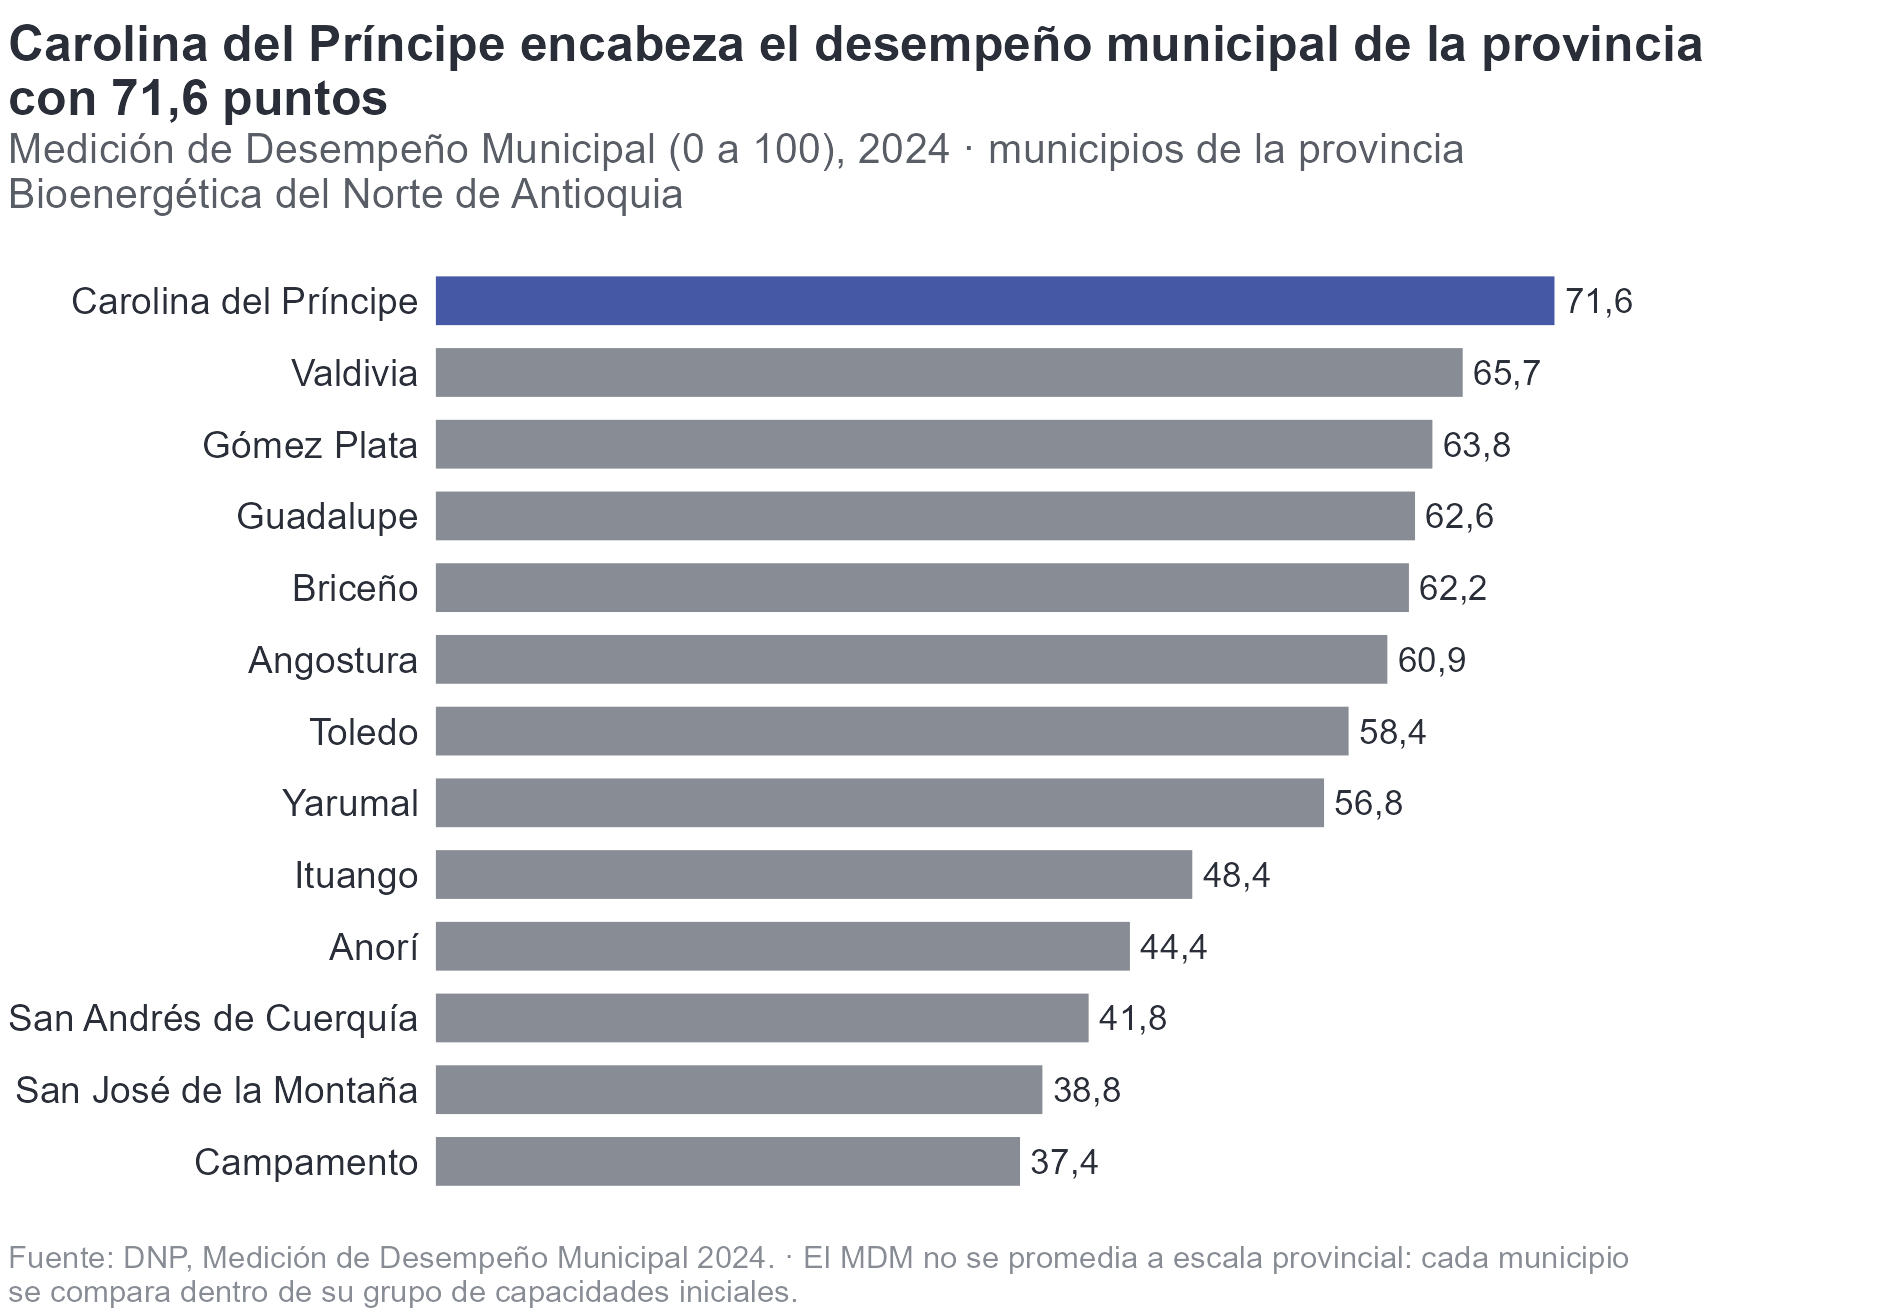 Carolina del Príncipe encabeza el desempeño municipal de la provincia
con 71,6 puntos
Medición de Desempeño Municipal (0 a 100), 2024 · municipios de la provincia
Bioenergética del Norte de Antioquia
Carolina del Príncipe 71,6
Valdivia 65,7
Gómez Plata 63,8
Guadalupe 62,6
Briceño 62,2
Angostura 60,9
Toledo 58,4
Yarumal 56,8
Ituango 48,4
Anorí 44,4
San Andrés de Cuerquía 41,8
San José de la Montaña 38,8
Campamento 37,4
Fuente: DNP, Medición de Desempeño Municipal 2024. · El MDM no se promedia a escala provincial: cada municipio
se compara dentro de su grupo de capacidades iniciales.